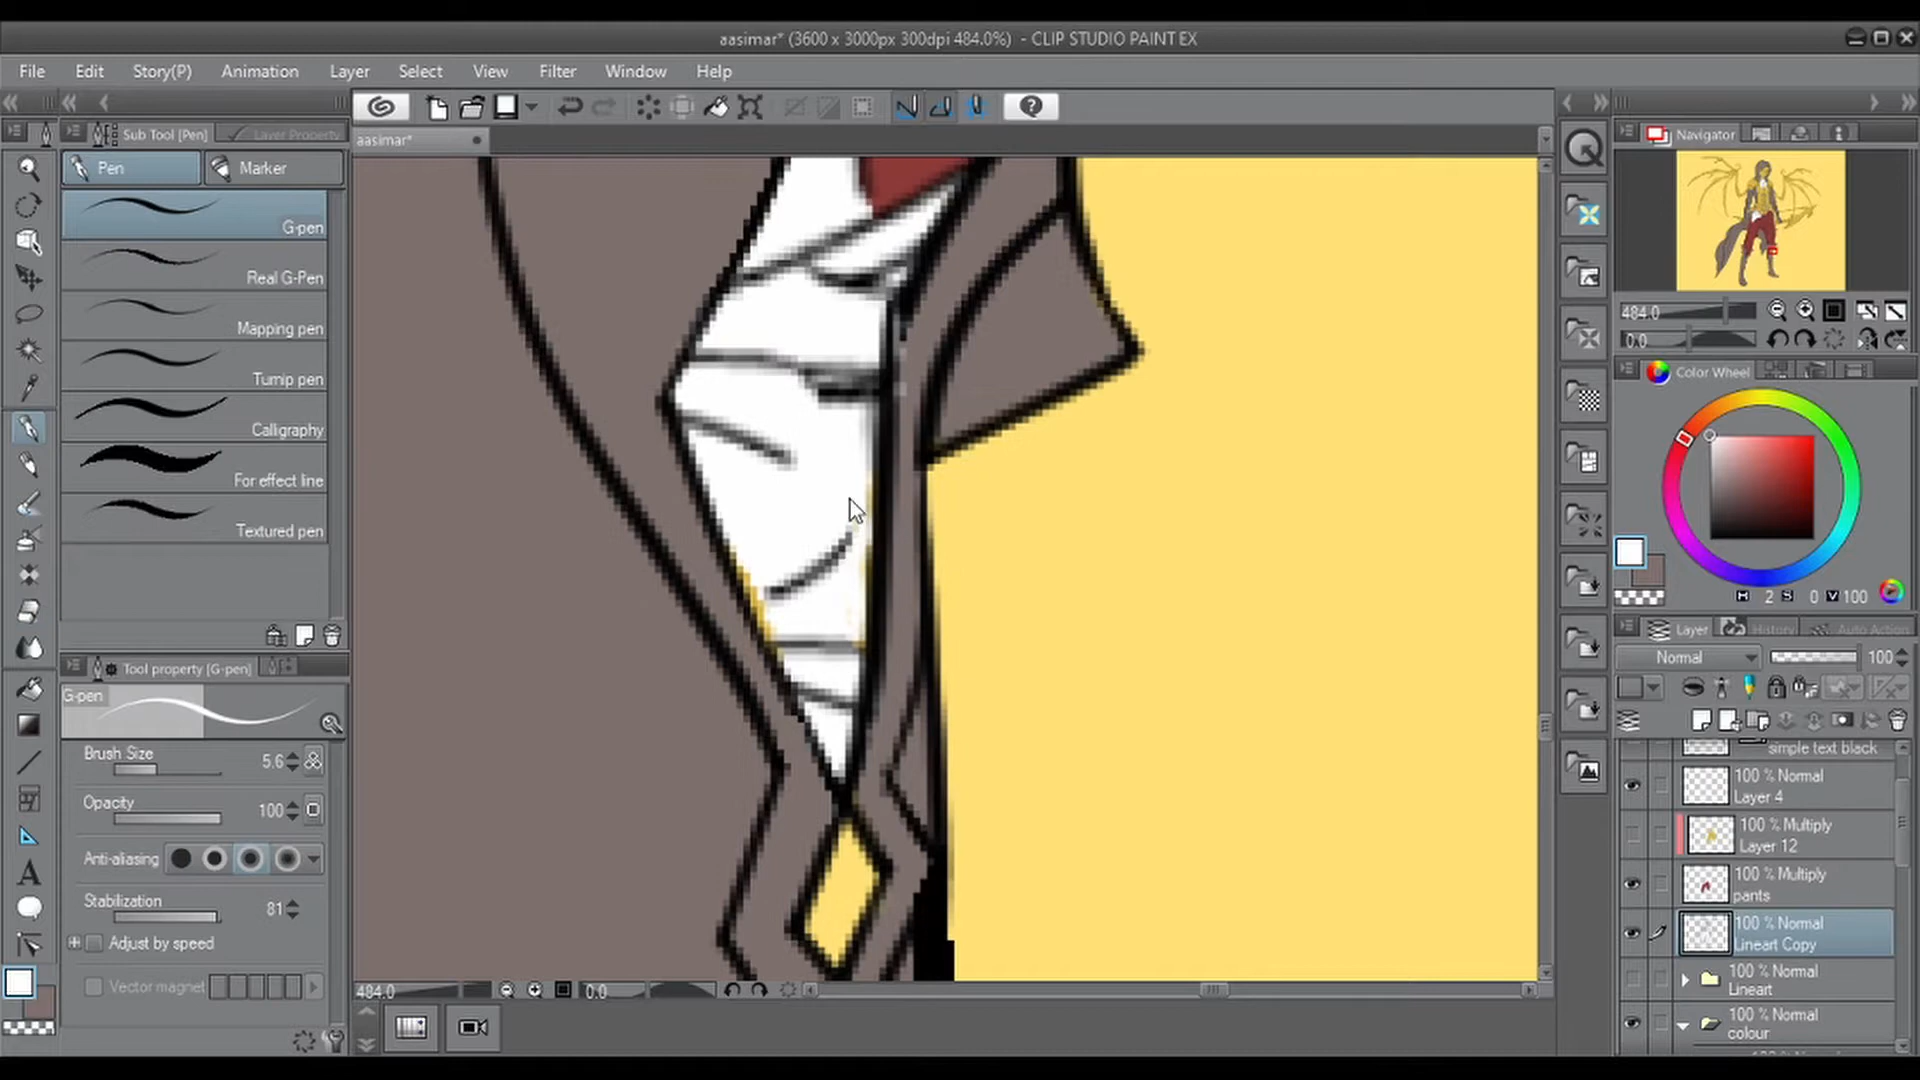 aasimar* (3600 x 3000px 300dpi 484.0%) - CLIP STUDIO PAINT EX
File Edit Story(P) Animation Layer Select View Filter Window Help
Sub Tool [Pen] Layer Property
aasimar*
Navigator
Pen Marker
G-pen
Real G-Pen
Mapping pen
Turnip pen
Calligraphy
For effect line
Textured pen
484.0
0.0
Color Wheel
H 2 S 0 V 100
Tool property [G-pen]
G-pen
Brush Size 5.6
Opacity 100
Anti-aliasing
Stabilization 81
Adjust by speed
Vector magnet
Layer History Auto Action
Normal 100
simple text black
100 % Normal
Layer 4
100 % Multiply
Layer 12
100 % Multiply
pants
100 % Normal
Lineart Copy
100 % Normal
Lineart
100 % Normal
colour
484.0 0.0